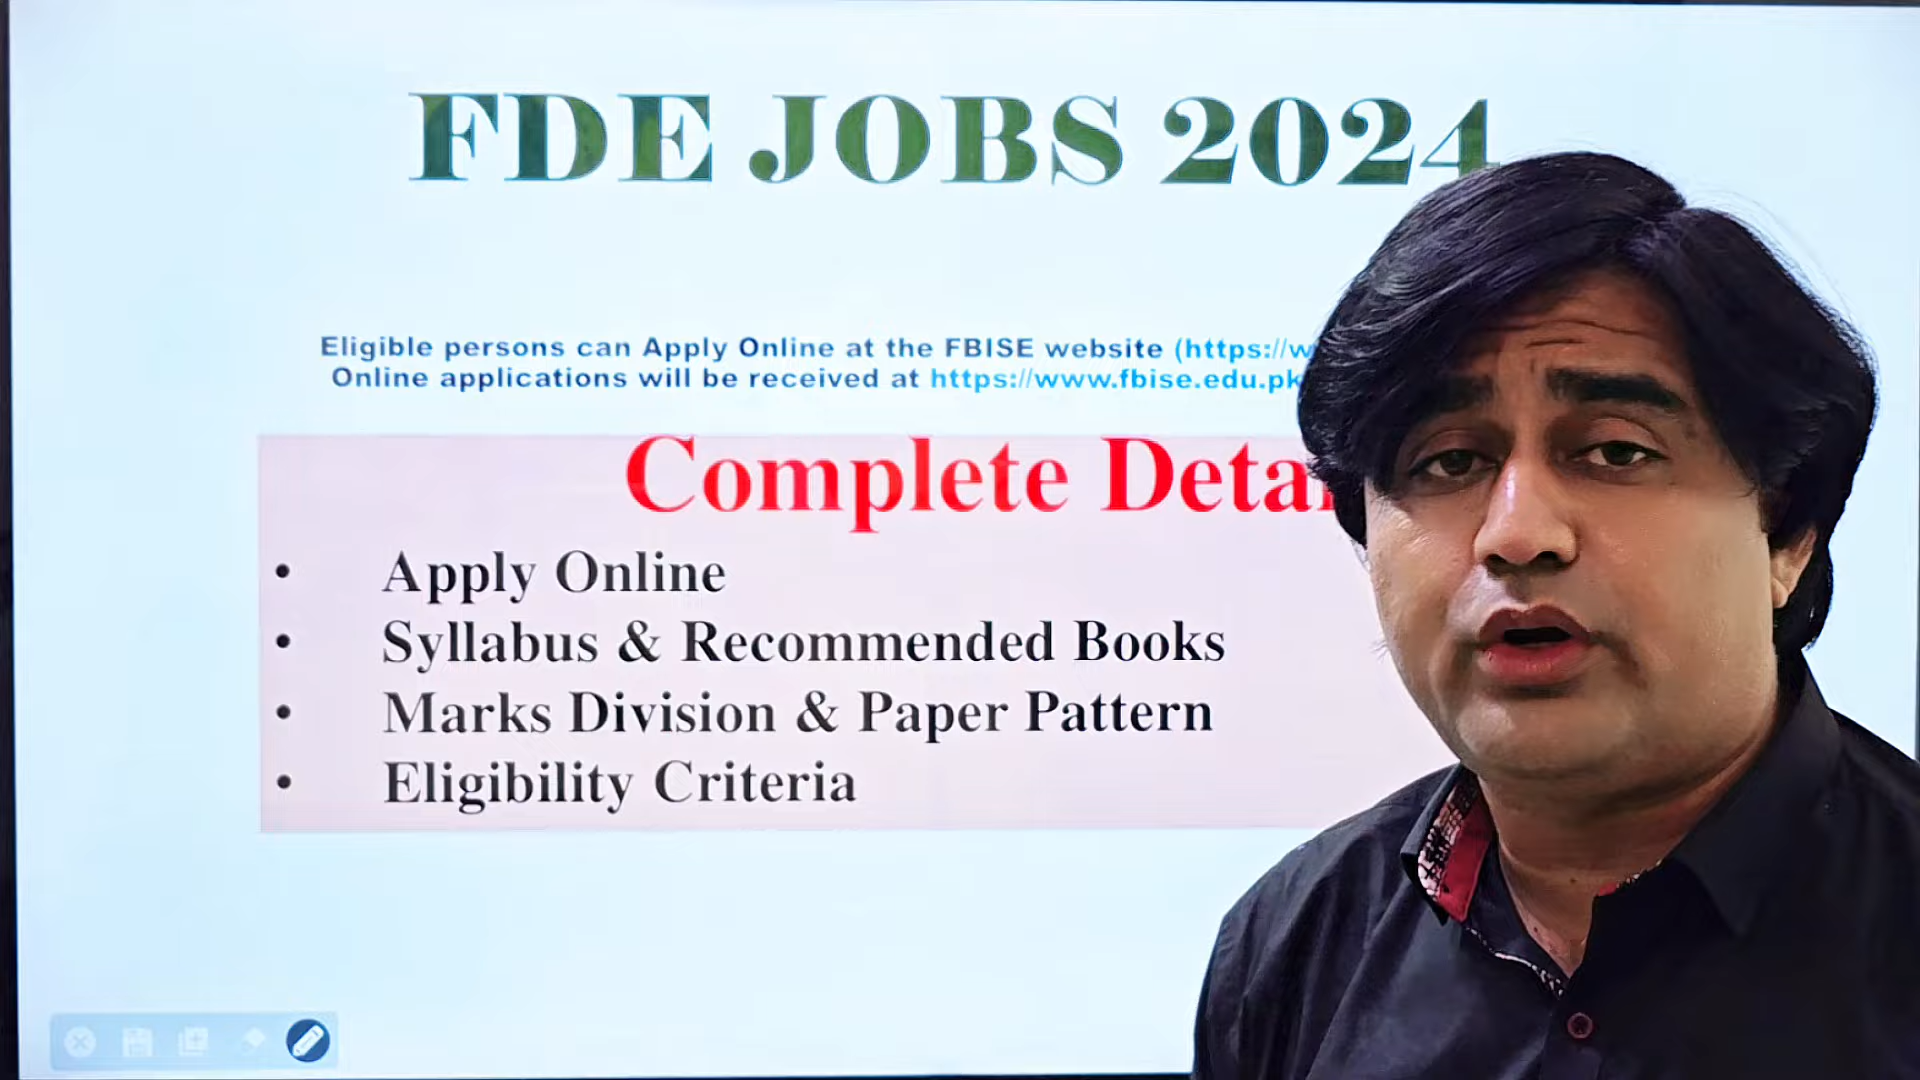 FDE JOBS 2024
Eligible persons can Apply Online at the FBISE website (https://w
Online applications will be received at https://www.fbise.edu.pk
Complete Detai
• Apply Online
• Syllabus & Recommended Books
• Marks Division & Paper Pattern
• Eligibility Criteria